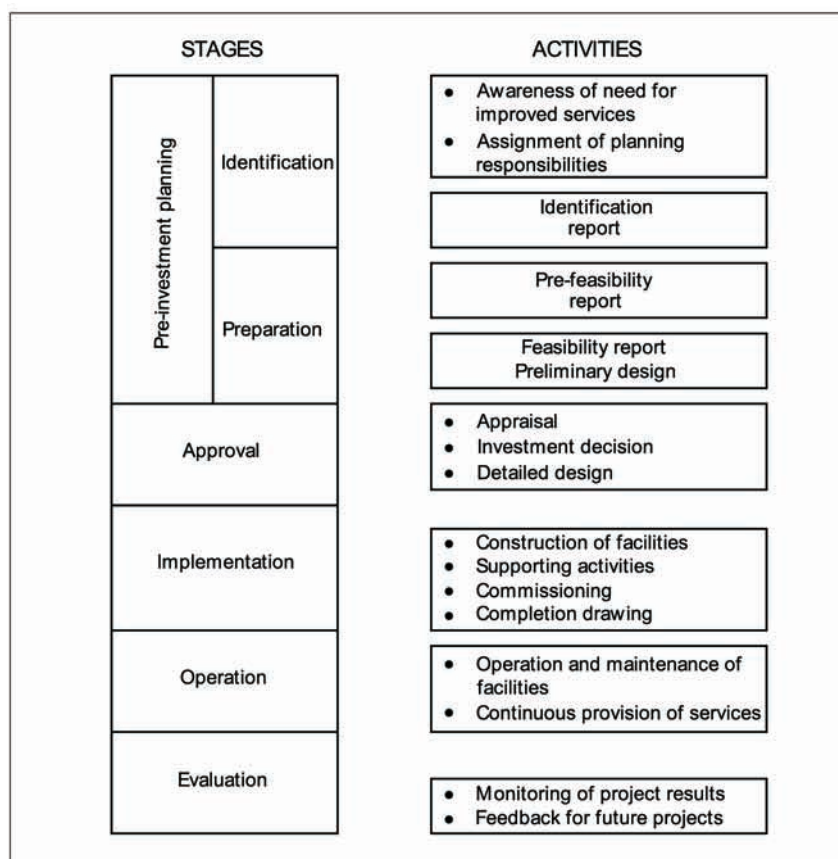 STAGES
ACTIVITIES
Pre-investment planning
Identification
● Awareness of need for
improved services
● Assignment of planning
responsibilities
Identification
report
Preparation
Pre-feasibility
report
Feasibility report
Preliminary design
Approval
● Appraisal
● Investment decision
● Detailed design
Implementation
● Construction of facilities
● Supporting activities
● Commissioning
● Completion drawing
Operation
● Operation and maintenance of
facilities
● Continuous provision of services
Evaluation
● Monitoring of project results
● Feedback for future projects